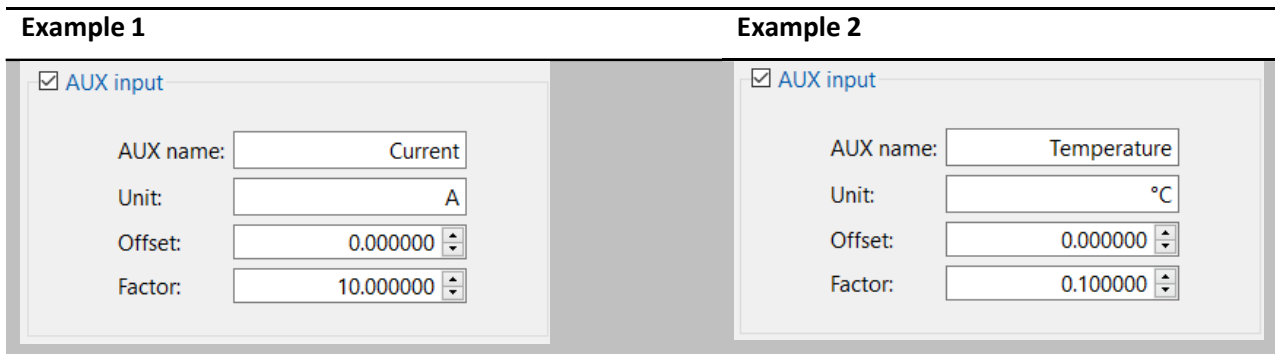 Example 1
AUX input
AUX name: Current
Unit: A
Offset: 0.000000
Factor: 10.000000
Example 2
AUX input
AUX name: Temperature
Unit: °C
Offset: 0.000000
Factor: 0.100000